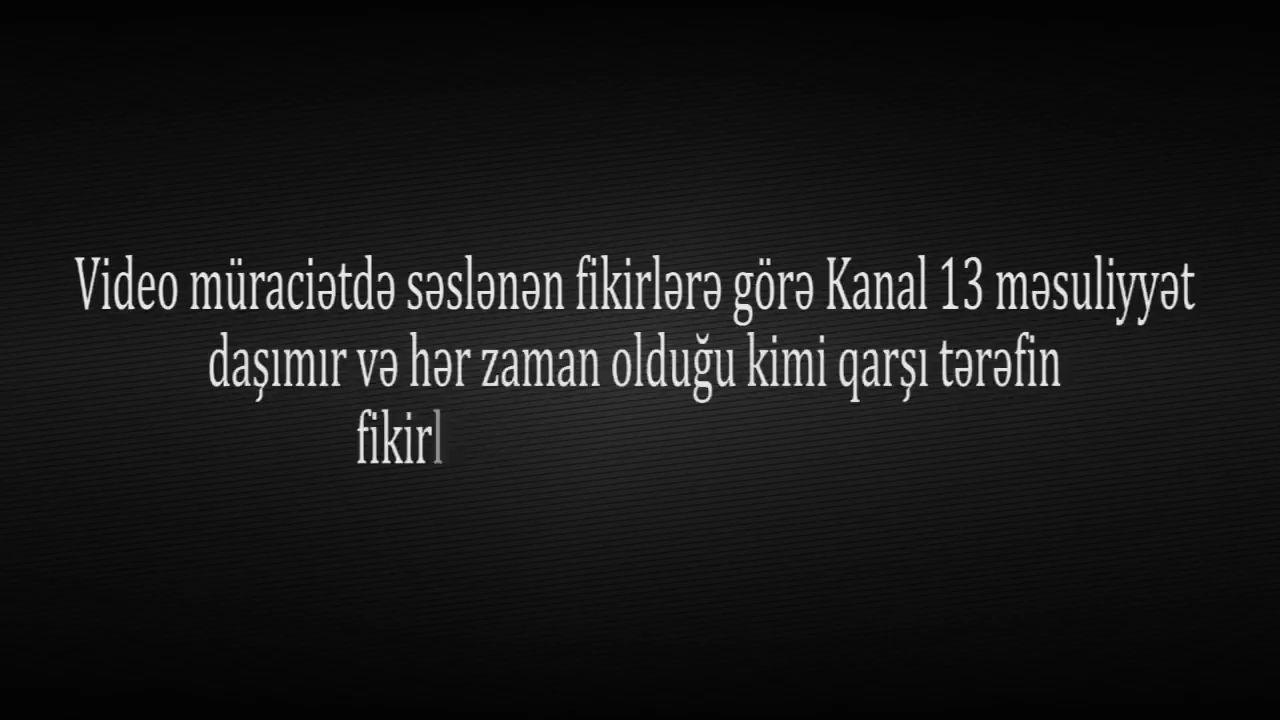 Video müraciətdə səslənən fikirlərə görə Kanal 13 məsuliyyət
daşımır və hər zaman olduğu kimi qarşı tərəfin
fikirl